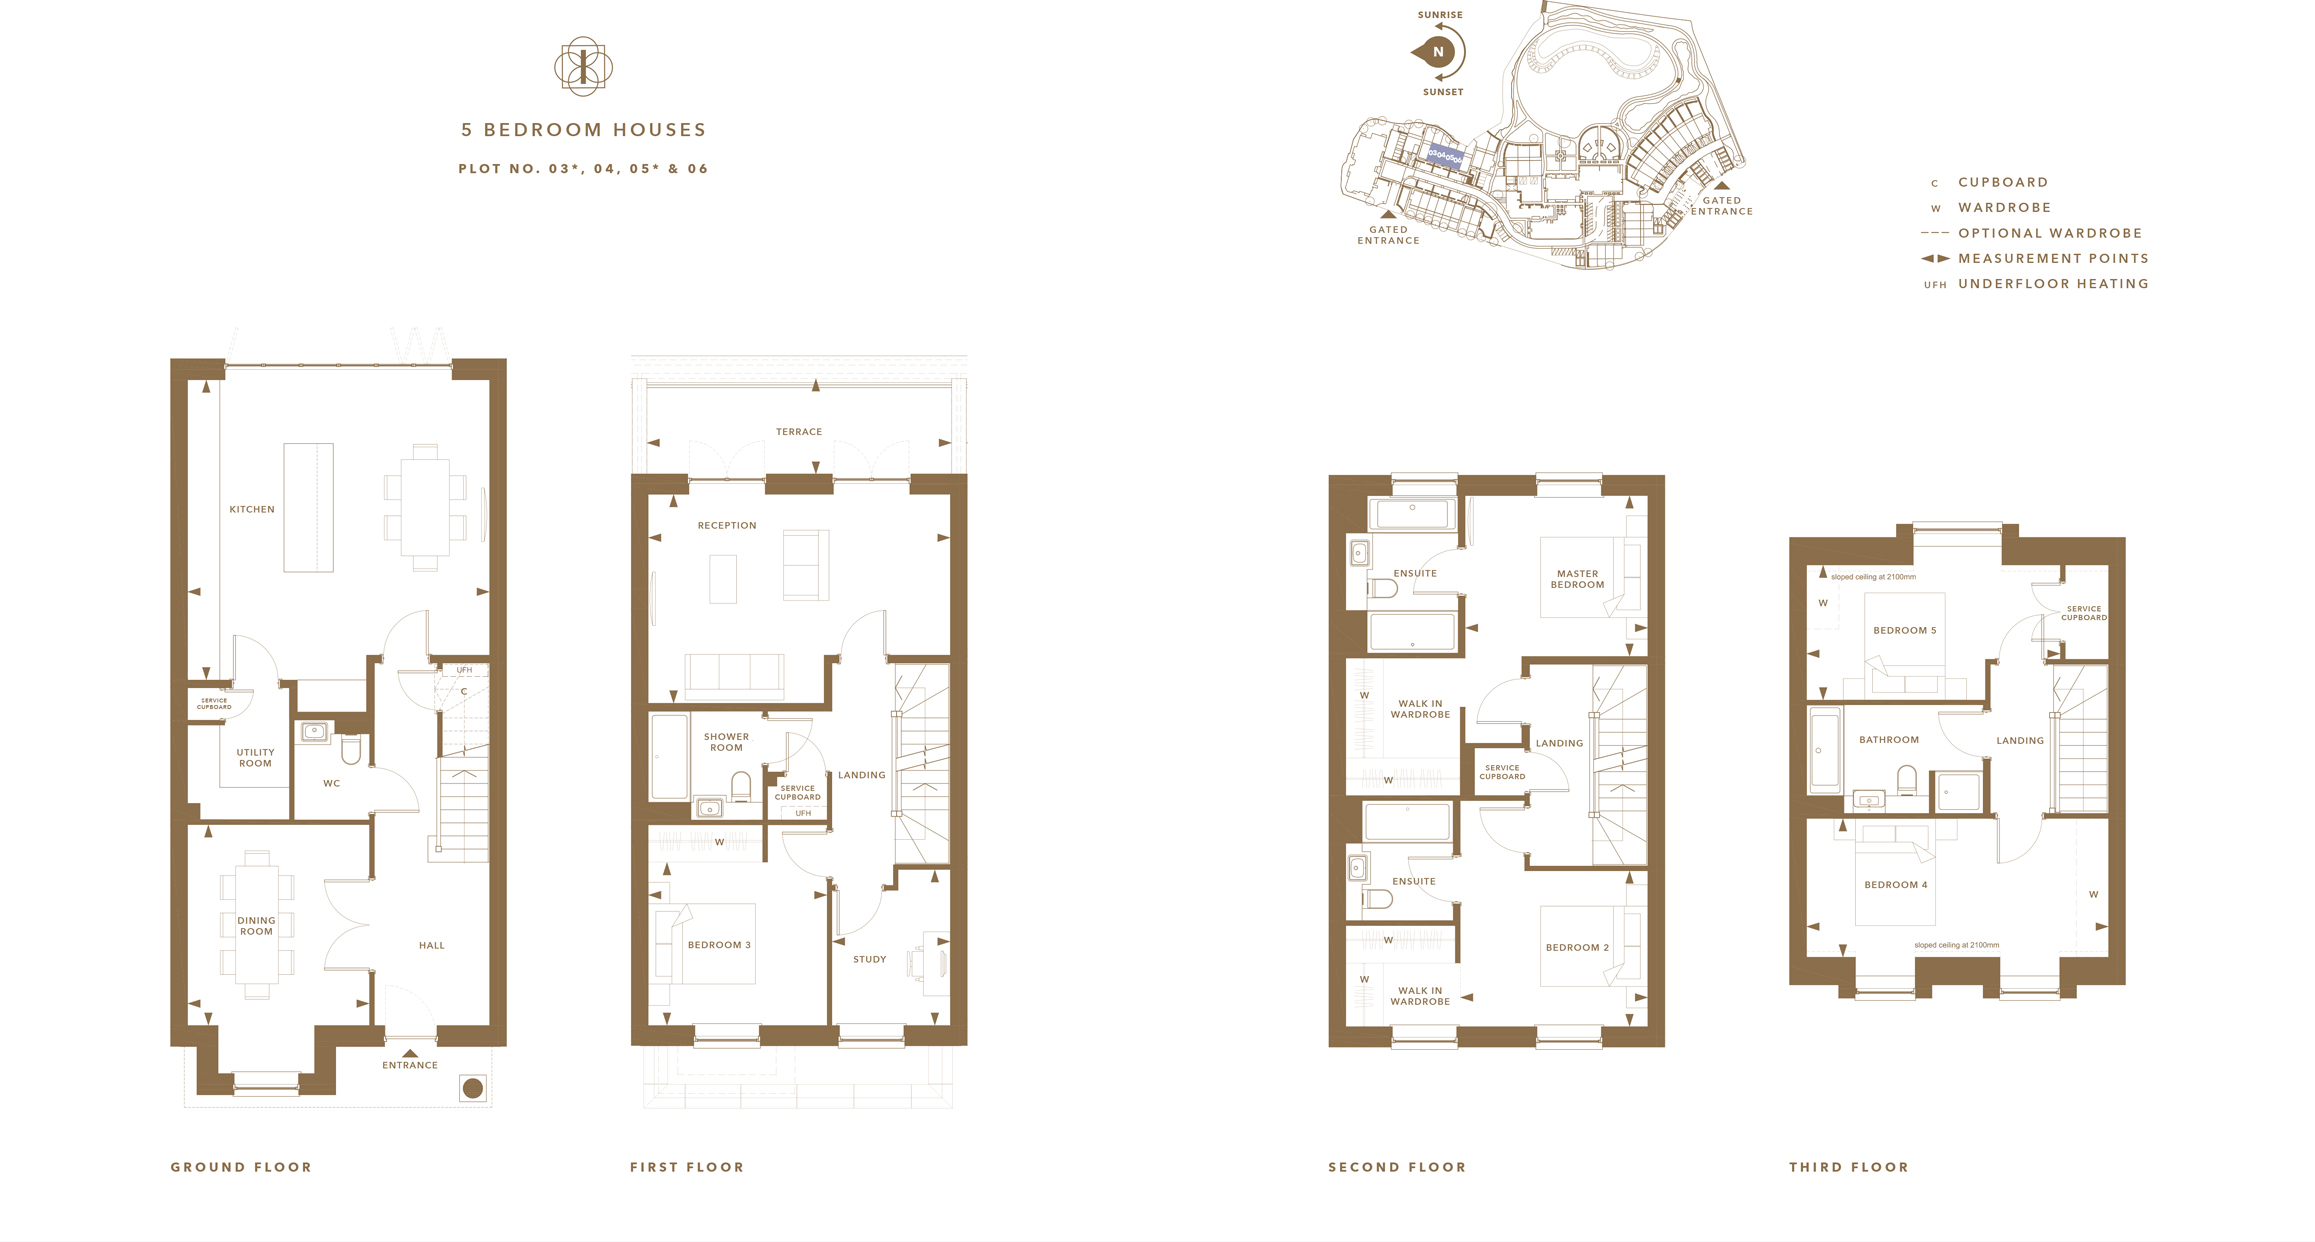 5 BEDROOM HOUSES
PLOT NO. 03*, 04, 05* & 06
SUNRISE
N
SUNSET
03 04 05 06
GATED
ENTRANCE
GATED
ENTRANCE
C CUPBOARD
W WARDROBE
OPTIONAL WARDROBE
MEASUREMENT POINTS
UFH UNDERFLOOR HEATING
KITCHEN
UFH
C
SERVICE
CUPBOARD
UTILITY
ROOM
WC
DINING
ROOM
HALL
ENTRANCE
GROUND FLOOR
TERRACE
RECEPTION
SHOWER
ROOM
LANDING
SERVICE
CUPBOARD
UFH
W
BEDROOM 3
STUDY
FIRST FLOOR
ENSUITE
MASTER
BEDROOM
W
WALK IN
WARDROBE
W
LANDING
SERVICE
CUPBOARD
ENSUITE
W
W
WALK IN
WARDROBE
BEDROOM 2
SECOND FLOOR
sloped ceiling at 2100mm
W
BEDROOM 5
SERVICE
CUPBOARD
BATHROOM
LANDING
BEDROOM 4
W
sloped ceiling at 2100mm
THIRD FLOOR